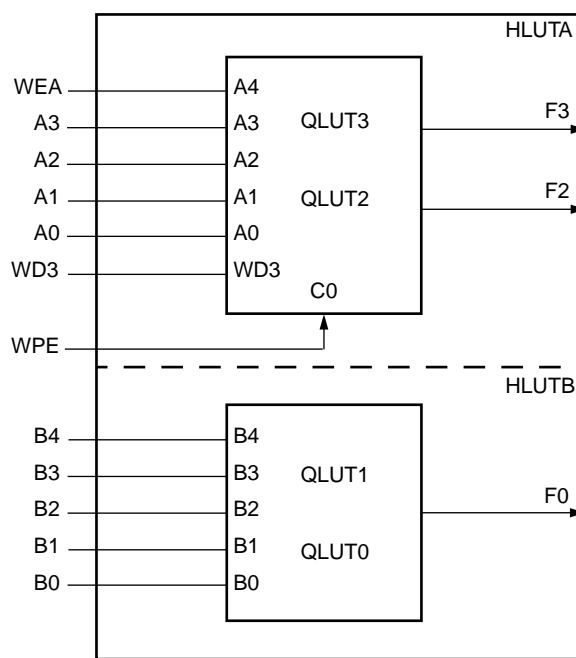 HLUTA
WEA A4
A3 A3 QLUT3 F3
A2 A2
A1 A1 QLUT2 F2
A0 A0
WD3 WD3
C0
WPE
HLUTB
B4 B4
B3 B3 QLUT1
B2 B2 F0
B1 B1 QLUT0
B0 B0